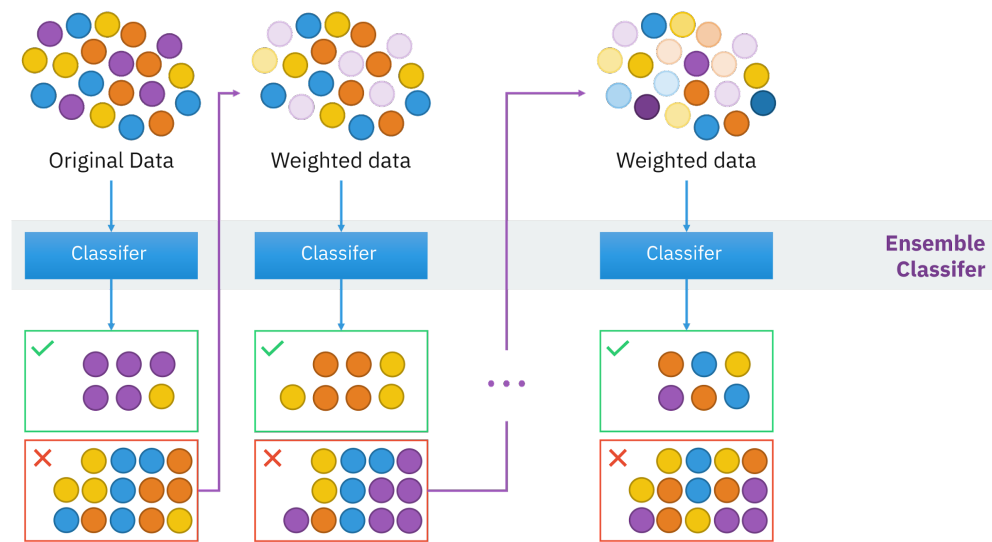 Original Data
Weighted data
Weighted data
Classifer
Classifer
Classifer
Ensemble
Classifer